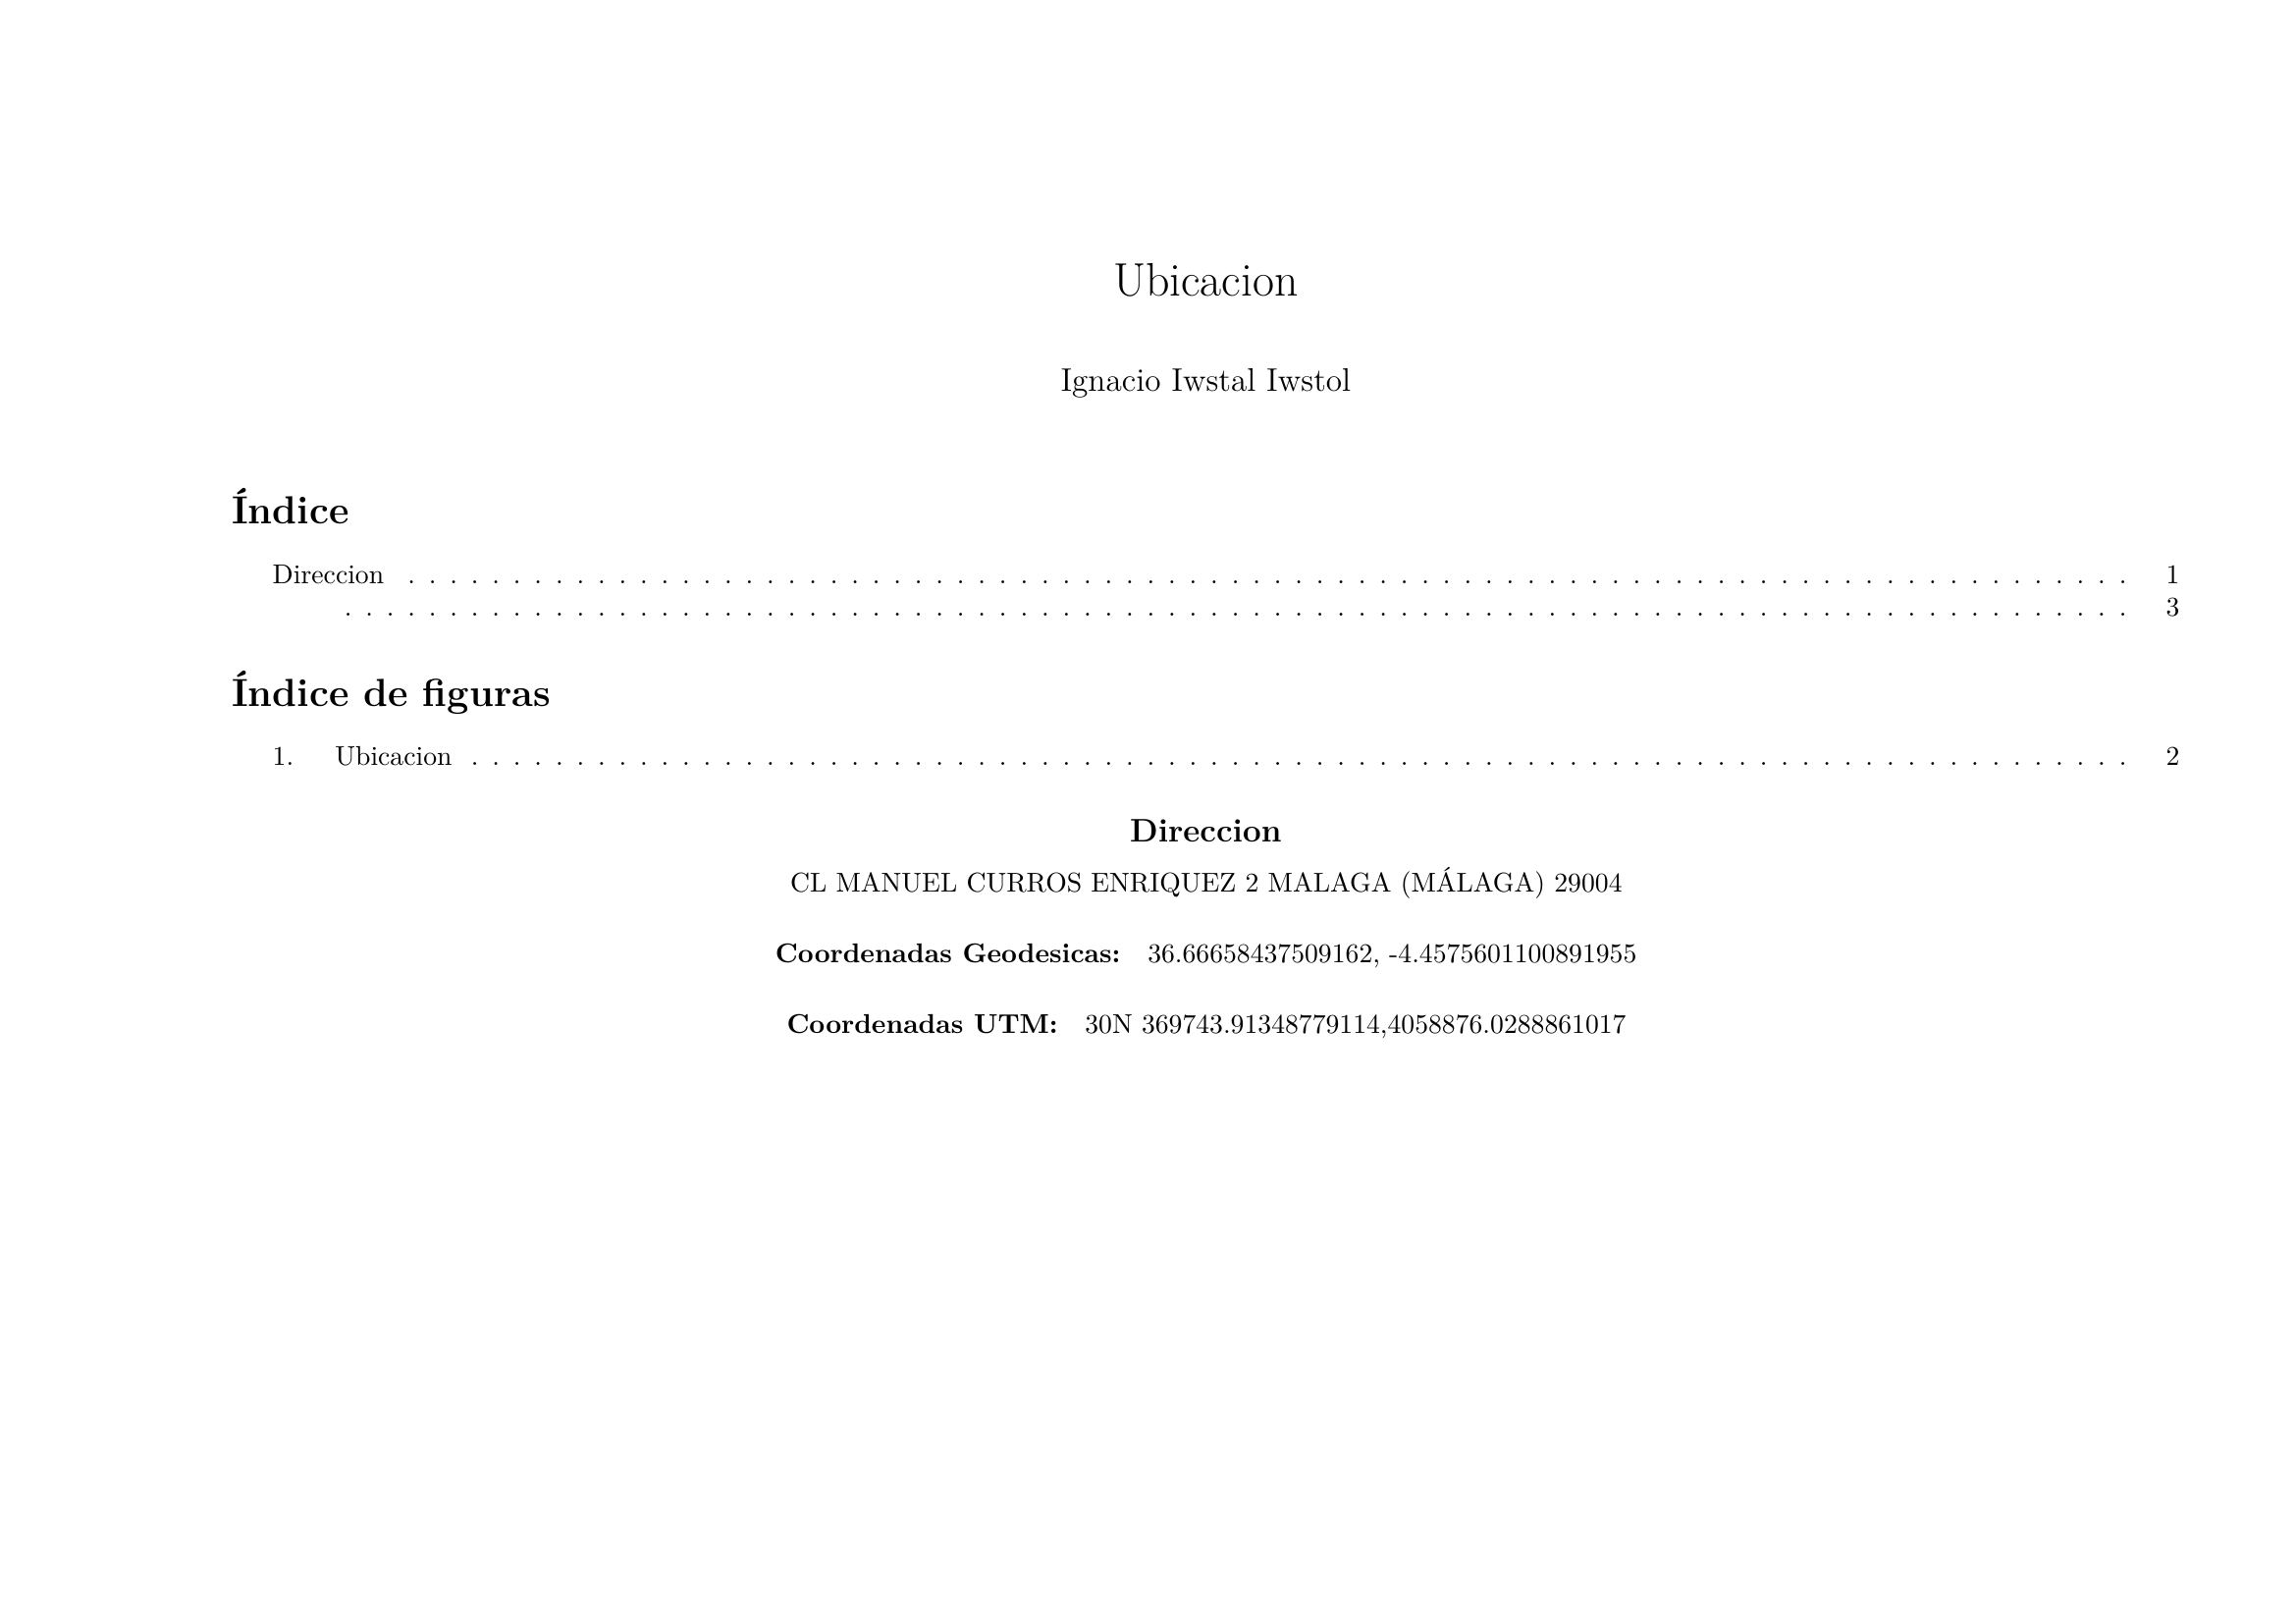 Ubicacion
Ignacio Iwstal Iwstol
Índice
Direccion . . . . . . . . . . . . . . . . . . . . . . . . . . . . . . . . . . . . . . . . . . . . . . . . . . . . . . . . . . . . . . . . . . . . . . . . . . . . . . . . . . 1
. . . . . . . . . . . . . . . . . . . . . . . . . . . . . . . . . . . . . . . . . . . . . . . . . . . . . . . . . . . . . . . . . . . . . . . . . . . . . . . . . . . . . 3
Índice de figuras
1. Ubicacion . . . . . . . . . . . . . . . . . . . . . . . . . . . . . . . . . . . . . . . . . . . . . . . . . . . . . . . . . . . . . . . . . . . . . . . . . . . . . . . 2
Direccion
CL MANUEL CURROS ENRIQUEZ 2 MALAGA (MÁLAGA) 29004
Coordenadas Geodesicas: 36.66658437509162, -4.4575601100891955
Coordenadas UTM: 30N 369743.91348779114,4058876.0288861017